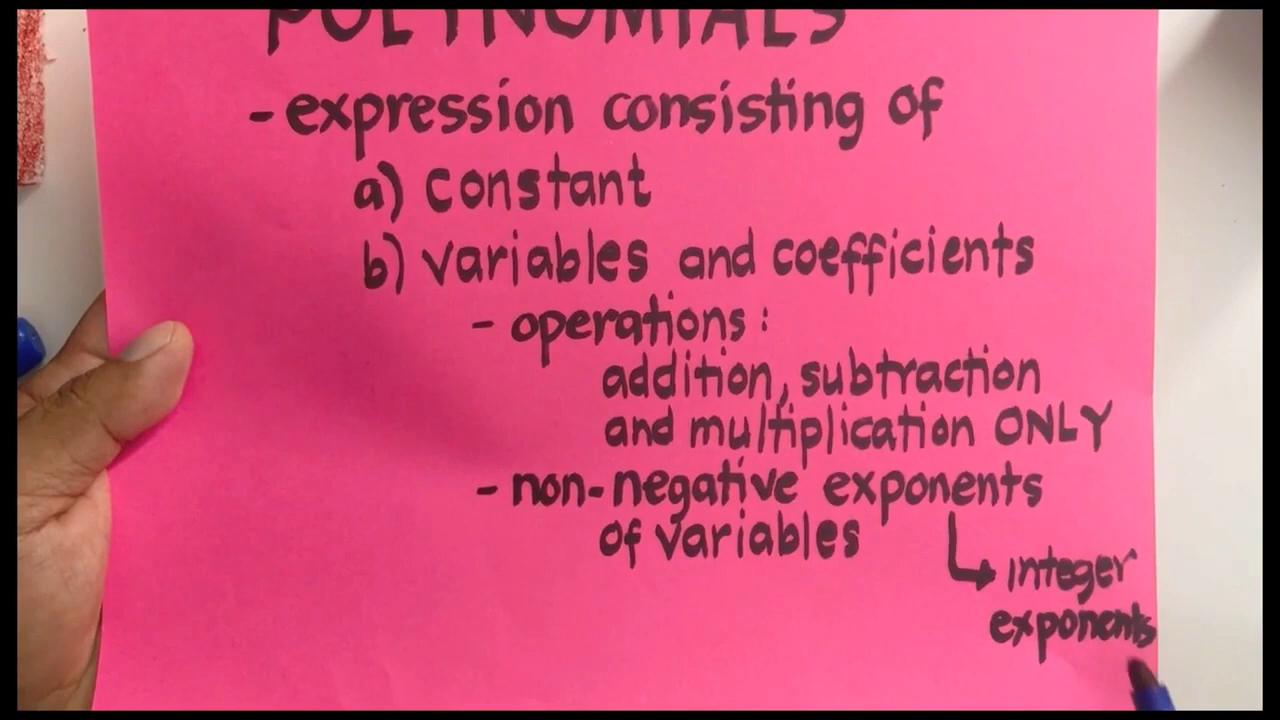 POLYNOMIALS
- expression consisting of
a) constant
b) variables and coefficients
- operations:
addition, subtraction
and multiplication ONLY
- non-negative exponents
of variables
integer
exponents